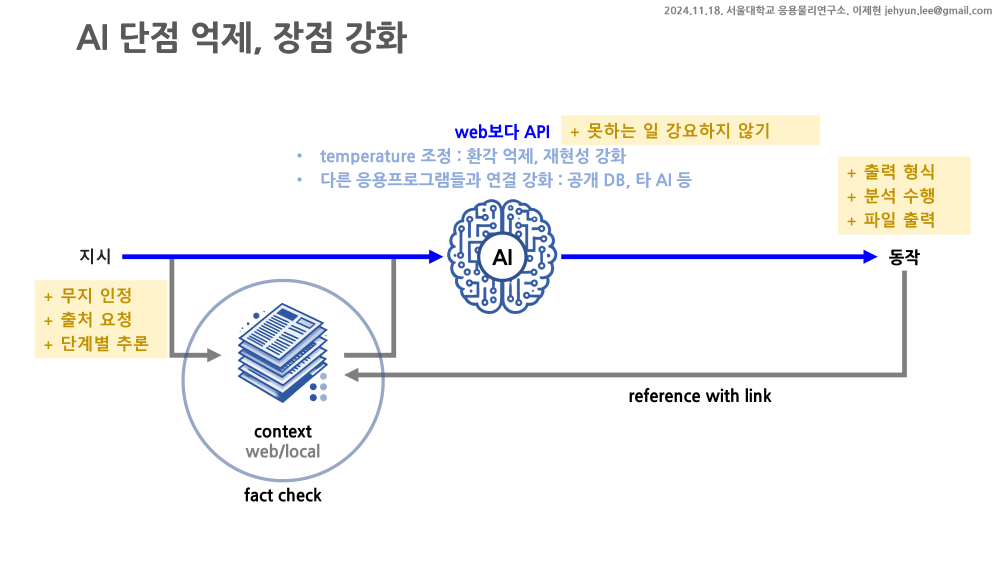 2024.11.18. 서울대학교 응용물리연구소. 이제현 jehyun.lee@gmail.com
AI 단점 억제, 장점 강화
web보다 API + 못하는 일 강요하지 않기
• temperature 조정 : 환각 억제, 재현성 강화
• 다른 응용프로그램들과 연결 강화 : 공개 DB, 타 AI 등
+ 출력 형식
+ 분석 수행
+ 파일 출력
지시
AI
동작
+ 무지 인정
+ 출처 요청
+ 단계별 추론
reference with link
context
web/local
fact check